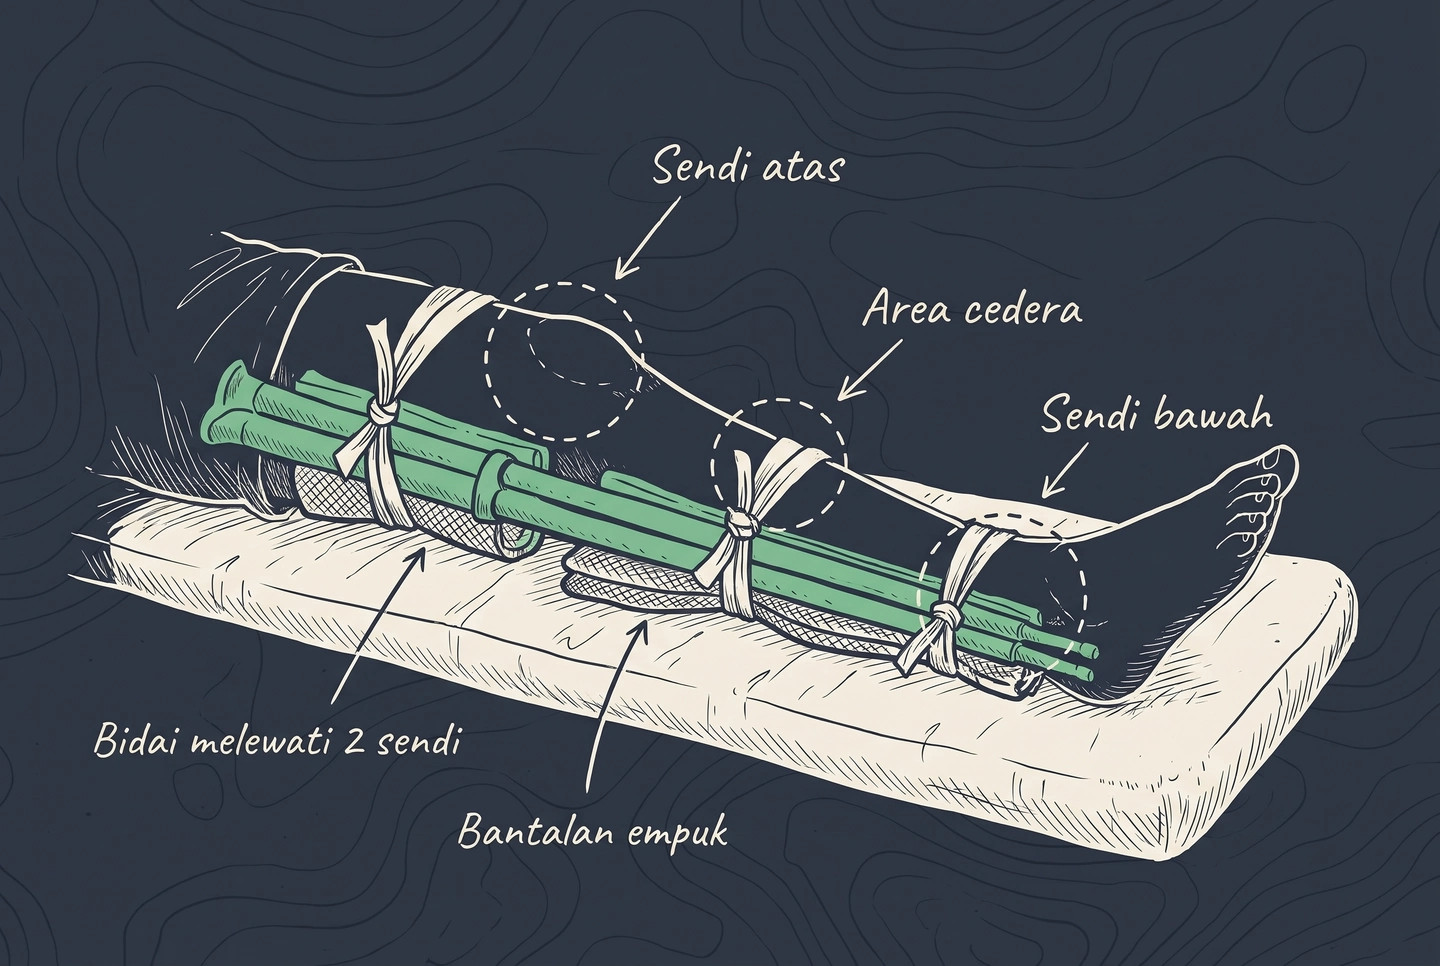 Sendi atas
Area cedera
Sendi bawah
Bidai melewati 2 sendi
Bantalan empuk